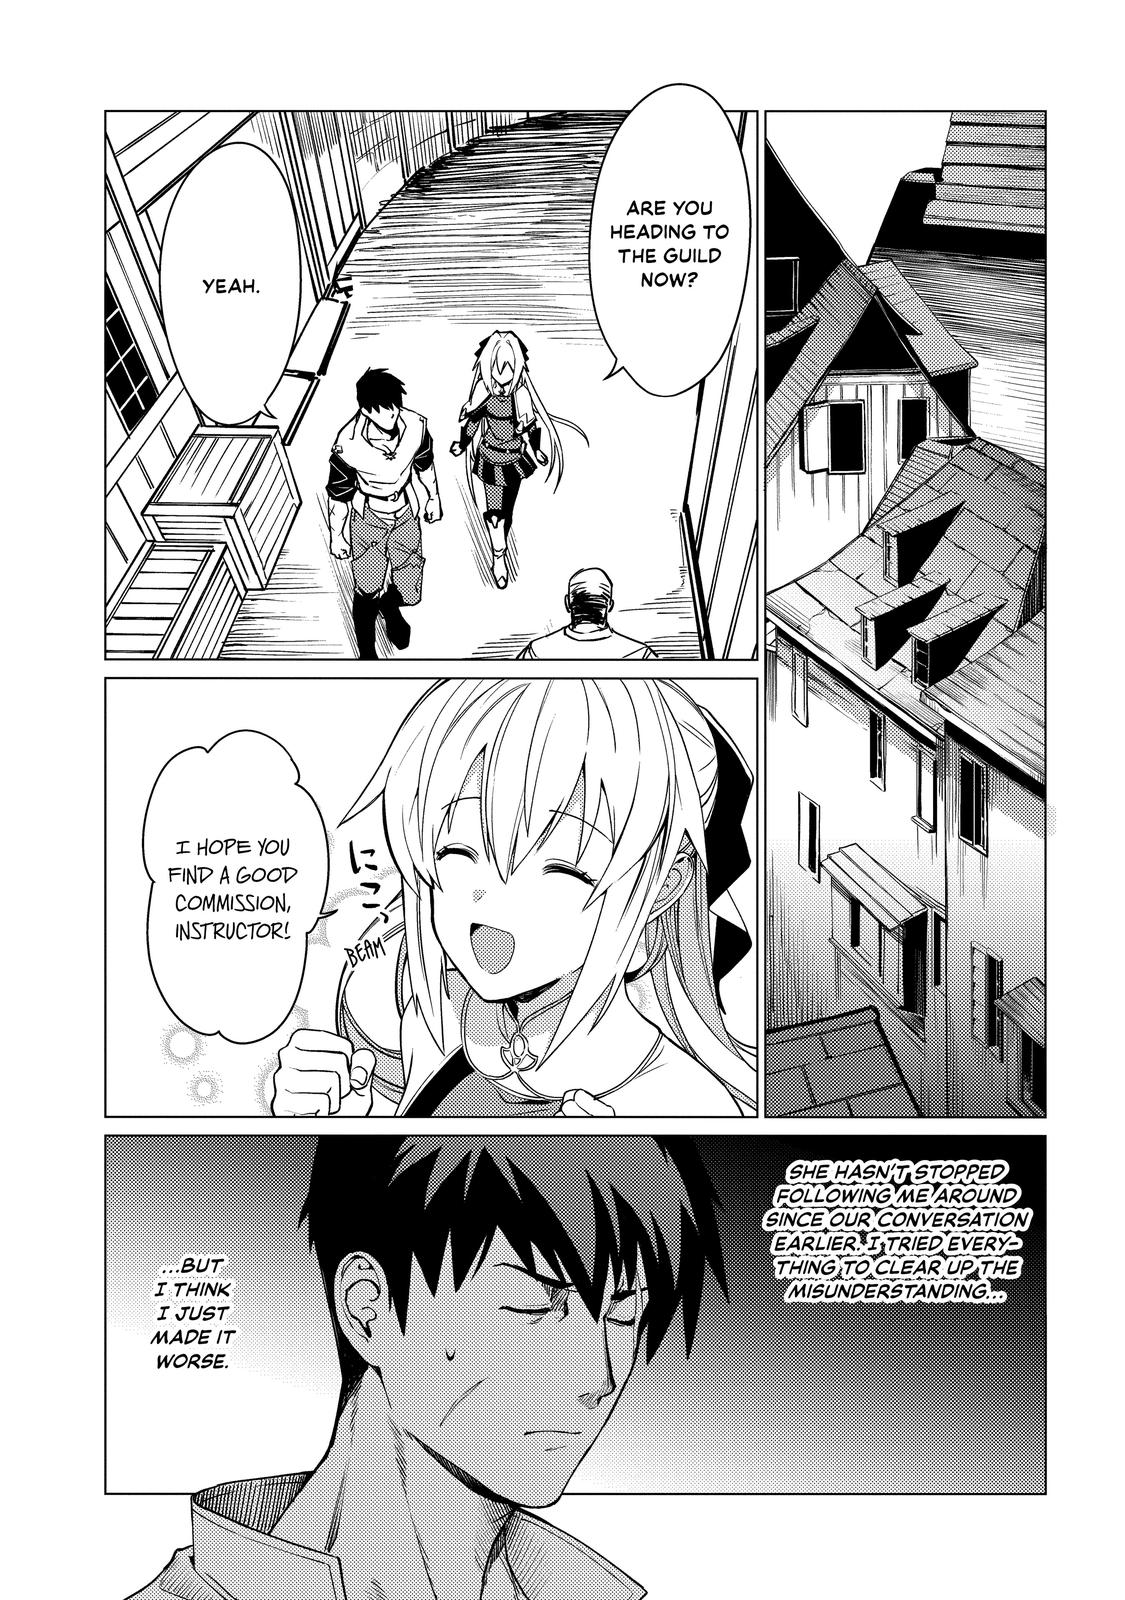 ARE YOU
HEADING TO
THE GUILD
NOW?
YEAH.
I HOPE YOU
FIND A GOOD
COMMISSION,
INSTRUCTOR!
にこっ
BEAM
SHE HASN'T STOPPED
FOLLOWING ME AROUND
SINCE OUR CONVERSATION
EARLIER. I TRIED EVERY-
THING TO CLEAR UP THE
MISUNDERSTANDING...
...BUT
I THINK
I JUST
MADE IT
WORSE.